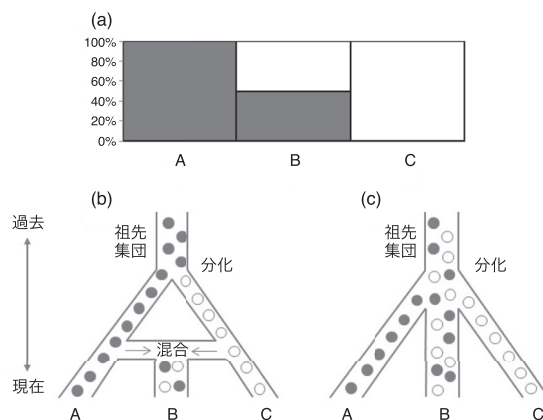 (a)
100%
80%
60%
40%
20%
0%
A B C
(b) (c)
過去
祖先
集団
分化
祖先
集団
分化
混合
現在
A B C A B C